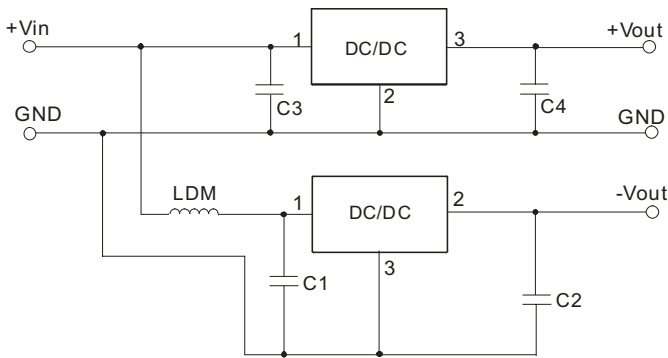 +Vin
1
DC/DC
3
+Vout
C3
2
C4
GND
GND
LDM
1
DC/DC
2
-Vout
3
C1
C2